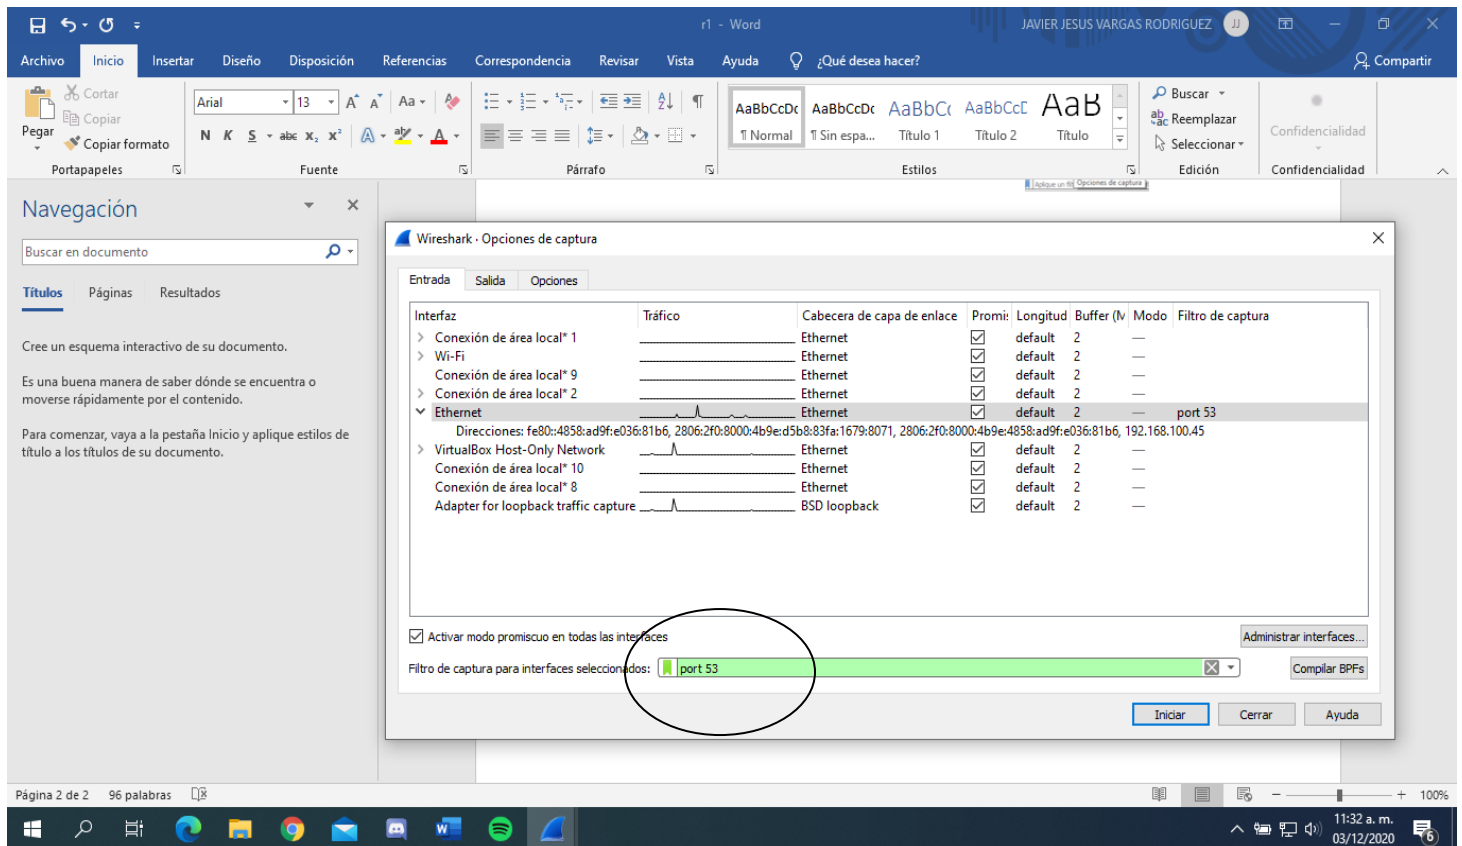 r1 - Word
JAVIER JESUS VARGAS RODRIGUEZ JJ
Archivo Inicio Insertar Diseño Disposición Referencias Correspondencia Revisar Vista Ayuda ¿Qué desea hacer? Compartir
Pegar
Cortar
Copiar
Copiar formato
Portapapeles
Arial 13 Aa
N K S abc x₂ x² A aby A
Fuente
Párrafo
AaBbCcDc AaBbCcDc AaBbCc AaBbCcE AaB
¶ Normal ¶ Sin espa... Título 1 Título 2 Título
Estilos
Buscar
Reemplazar
Seleccionar
Edición
Confidencialidad
Confidencialidad
Aplique un Opciones de captura
Navegación
Buscar en documento
Títulos Páginas Resultados
Cree un esquema interactivo de su documento.
Es una buena manera de saber dónde se encuentra o
moverse rápidamente por el contenido.
Para comenzar, vaya a la pestaña Inicio y aplique estilos de
título a los títulos de su documento.
Wireshark · Opciones de captura
Entrada Salida Opciones
Interfaz Tráfico Cabecera de capa de enlace Promi: Longitud Buffer (M Modo Filtro de captura
Conexión de área local* 1 Ethernet default 2 —
Wi-Fi Ethernet default 2 —
Conexión de área local* 9 Ethernet default 2 —
Conexión de área local* 2 Ethernet default 2 —
Ethernet Ethernet default 2 — port 53
Direcciones: fe80::4858:ad9f:e036:81b6, 2806:2f0:8000:4b9e:d5b8:83fa:1679:8071, 2806:2f0:8000:4b9e:4858:ad9f:e036:81b6, 192.168.100.45
VirtualBox Host-Only Network Ethernet default 2 —
Conexión de área local* 10 Ethernet default 2 —
Conexión de área local* 8 Ethernet default 2 —
Adapter for loopback traffic capture BSD loopback default 2 —
Activar modo promiscuo en todas las interfaces
Administrar interfaces...
Filtro de captura para interfaces seleccionados: port 53
Compilar BPFs
Iniciar Cerrar Ayuda
Página 2 de 2 96 palabras
100%
11:32 a. m.
03/12/2020
6